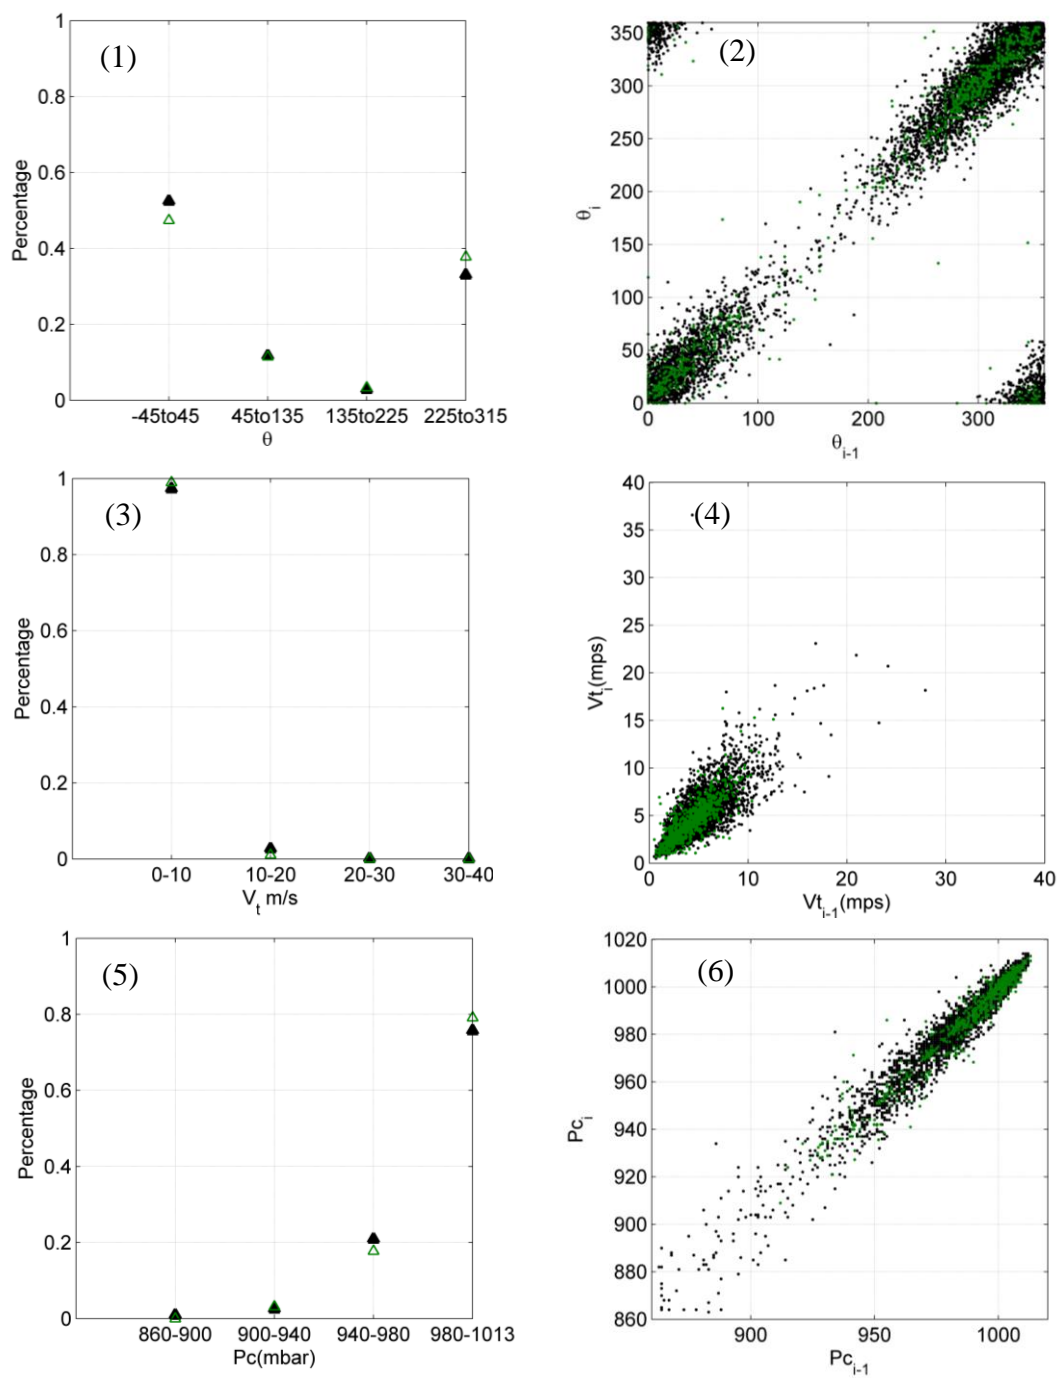 (1)
1
0.8
0.6
0.4
0.2
0
Percentage
-45to45 45to135 135to225 225to315
θ
(2)
350
300
250
200
150
100
50
0
θi
0 100 200 300
θi-1
(3)
1
0.8
0.6
0.4
0.2
0
Percentage
0-10 10-20 20-30 30-40
Vt m/s
(4)
40
35
30
25
20
15
10
5
0
Vti(mps)
0 10 20 30 40
Vti-1(mps)
(5)
1
0.8
0.6
0.4
0.2
0
Percentage
860-900 900-940 940-980 980-1013
Pc(mbar)
(6)
1020
1000
980
960
940
920
900
880
860
Pci
900 950 1000
Pci-1